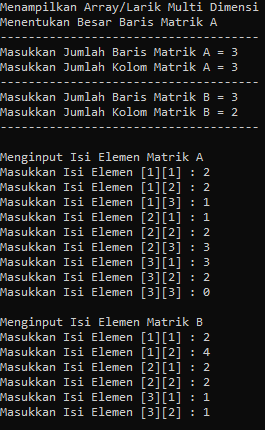 Menampilkan Array/Larik Multi Dimensi
Menentukan Besar Baris Matrik A
-------------------------------------
Masukkan Jumlah Baris Matrik A = 3
Masukkan Jumlah Kolom Matrik A = 3
-------------------------------------
Masukkan Jumlah Baris Matrik B = 3
Masukkan Jumlah Kolom Matrik B = 2
-------------------------------------
Menginput Isi Elemen Matrik A
Masukkan Isi Elemen [1][1] : 2
Masukkan Isi Elemen [1][2] : 2
Masukkan Isi Elemen [1][3] : 1
Masukkan Isi Elemen [2][1] : 1
Masukkan Isi Elemen [2][2] : 2
Masukkan Isi Elemen [2][3] : 3
Masukkan Isi Elemen [3][1] : 3
Masukkan Isi Elemen [3][2] : 2
Masukkan Isi Elemen [3][3] : 0
Menginput Isi Elemen Matrik B
Masukkan Isi Elemen [1][1] : 2
Masukkan Isi Elemen [1][2] : 4
Masukkan Isi Elemen [2][1] : 2
Masukkan Isi Elemen [2][2] : 2
Masukkan Isi Elemen [3][1] : 1
Masukkan Isi Elemen [3][2] : 1